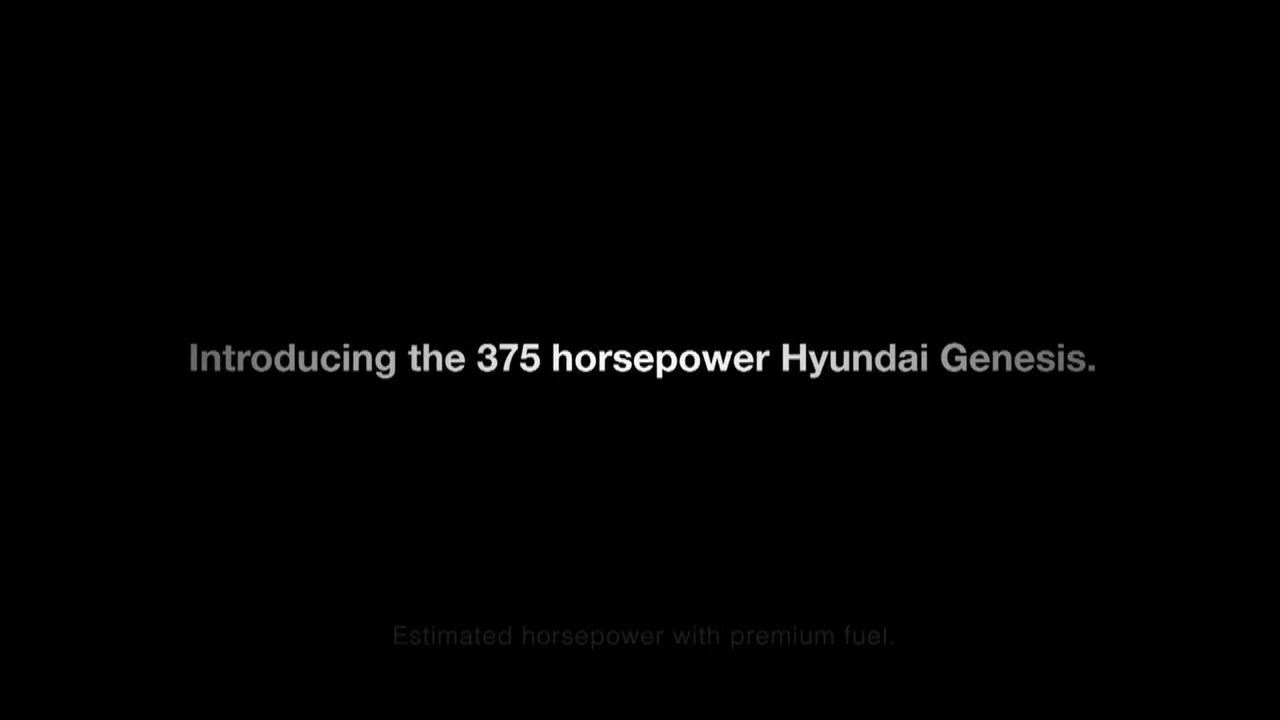 Introducing the 375 horsepower Hyundai Genesis.
Estimated horsepower with premium fuel.